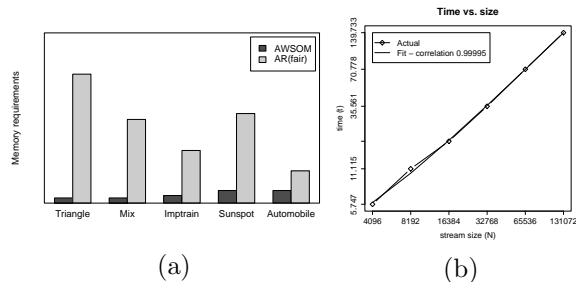 Time vs. size
AWSOM
AR(fair)
Memory requirements
Triangle
Mix
Imptrain
Sunspot
Automobile
(a)
Actual
Fit – correlation 0.99995
time (t)
139.733
70.778
35.561
11.115
5.747
4096
8192
16384
32768
65536
131072
stream size (N)
(b)